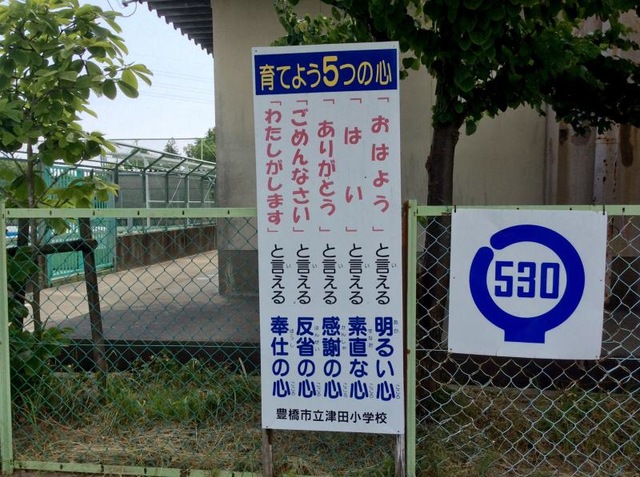 育てよう5つの心
「おはよう」と言える明るい心
「はい」と言える素直な心
「ありがとう」と言える感謝の心
「ごめんなさい」と言える反省の心
「わたしがします」と言える奉仕の心
豊橋市立津田小学校
530